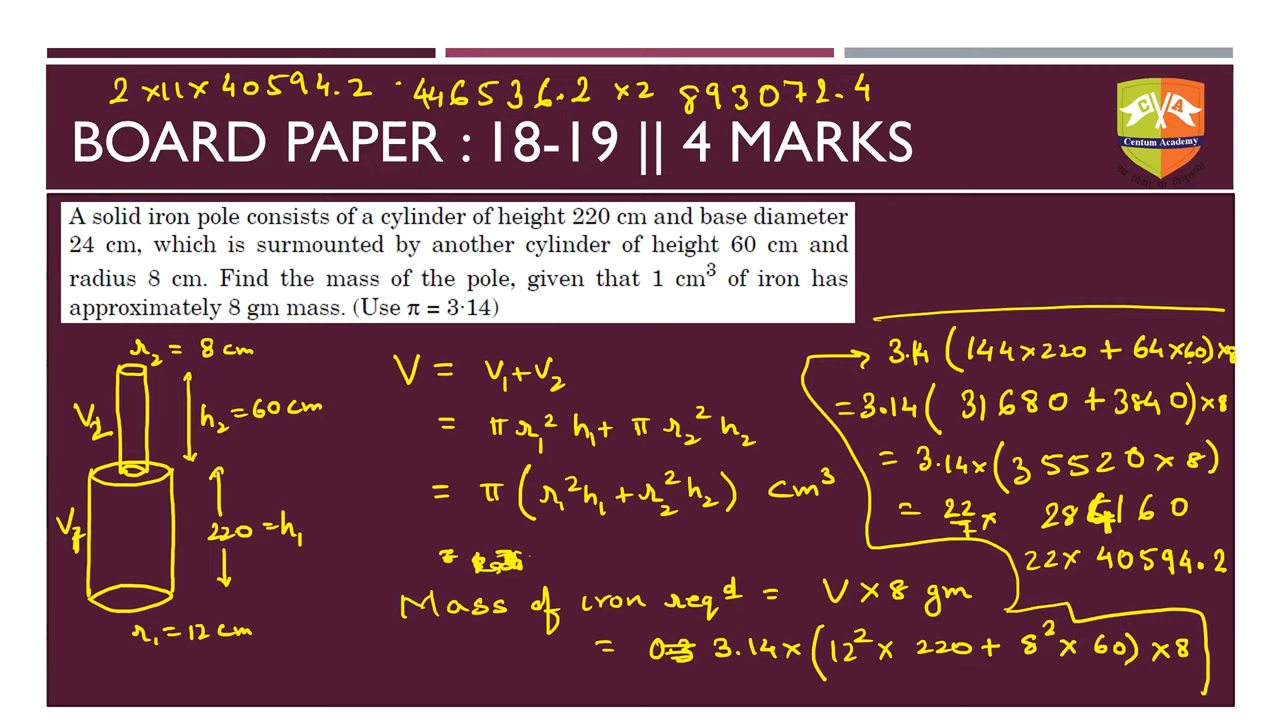 2 × 11 × 40594.2 · 446536.2 × 2 893072.4
BOARD PAPER : 18-19 || 4 MARKS
C A
Centum Academy
A solid iron pole consists of a cylinder of height 220 cm and base diameter
24 cm, which is surmounted by another cylinder of height 60 cm and
radius 8 cm. Find the mass of the pole, given that 1 cm³ of iron has
approximately 8 gm mass. (Use π = 3·14)
r₂ = 8 cm
V₂
h₂ = 60 cm
V₁
220 = h₁
r₁ = 12 cm
V = V₁ + V₂
= π r₁² h₁ + π r₂² h₂
= π ( r₁² h₁ + r₂² h₂ ) cm³
Mass of iron reqd = V × 8 gm
= 3.14 × ( 12² × 220 + 8² × 60 ) × 8
3.14 ( 144 × 220 + 64 × 60 ) × 8
= 3.14 ( 31680 + 3840 ) × 8
= 3.14 × ( 35520 × 8 )
= 22/7 × 284160
22 × 40594.2